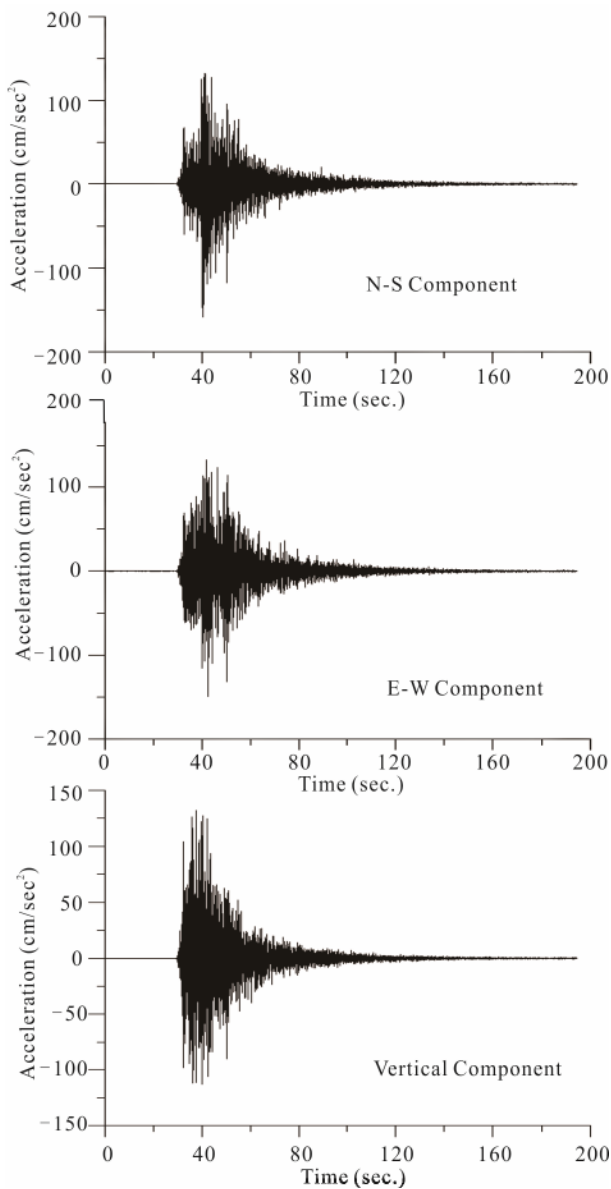 200
100
0
−100
−200
Acceleration (cm/sec²)
N-S Component
0 40 80 120 160 200
Time (sec.)
200
100
0
−100
−200
Acceleration (cm/sec²)
E-W Component
0 40 80 120 160 200
Time (sec.)
150
100
50
0
−50
−100
−150
Acceleration (cm/sec²)
Vertical Component
0 40 80 120 160 200
Time (sec.)